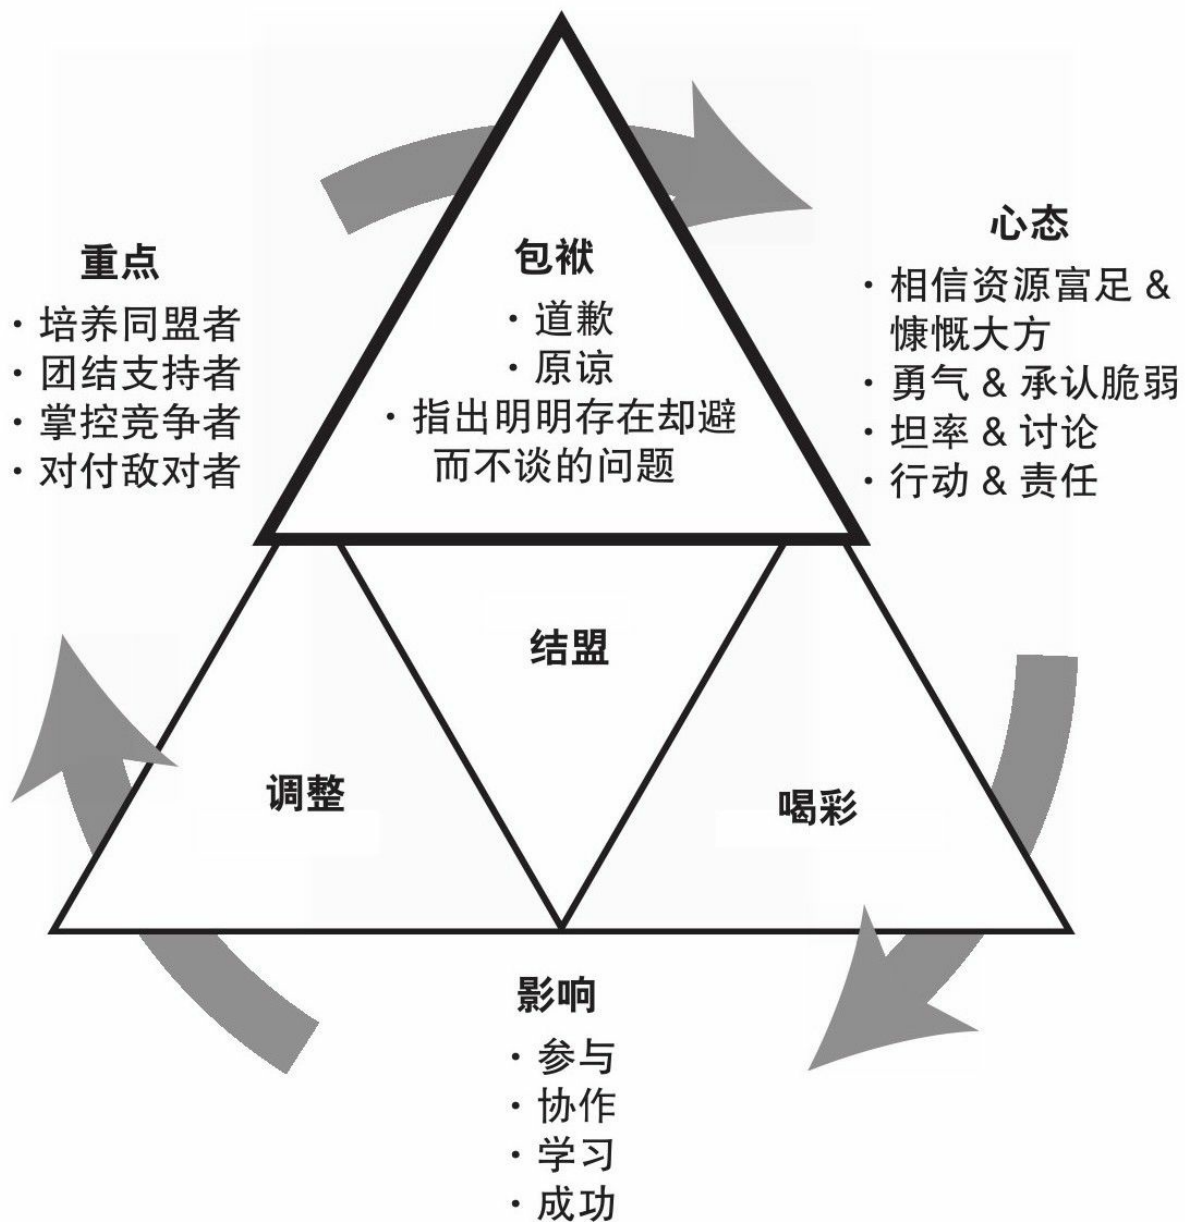 重点
· 培养同盟者
· 团结支持者
· 掌控竞争者
· 对付敌对者
包袱
· 道歉
· 原谅
· 指出明明存在却避
而不谈的问题
心态
· 相信资源富足 &
慷慨大方
· 勇气 & 承认脆弱
· 坦率 & 讨论
· 行动 & 责任
结盟
调整
喝彩
影响
· 参与
· 协作
· 学习
· 成功